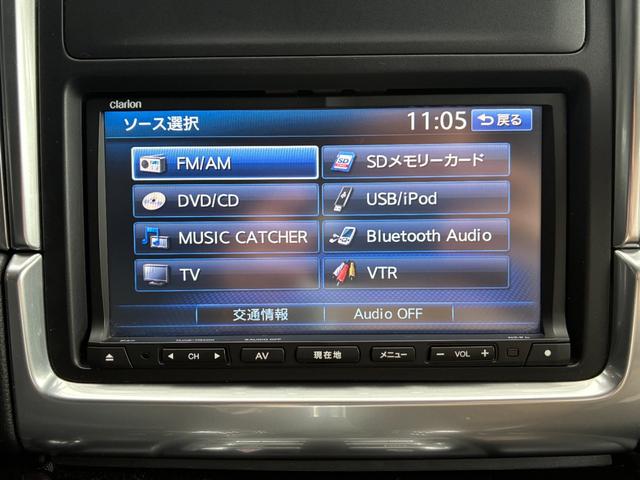 clarion
ソース選択
11:05
戻る
FM/AM
SDメモリーカード
DVD/CD
USB/iPod
MUSIC CATCHER
Bluetooth Audio
TV
VTR
交通情報
Audio OFF
CH
AV
現在地
メニュー
− VOL +